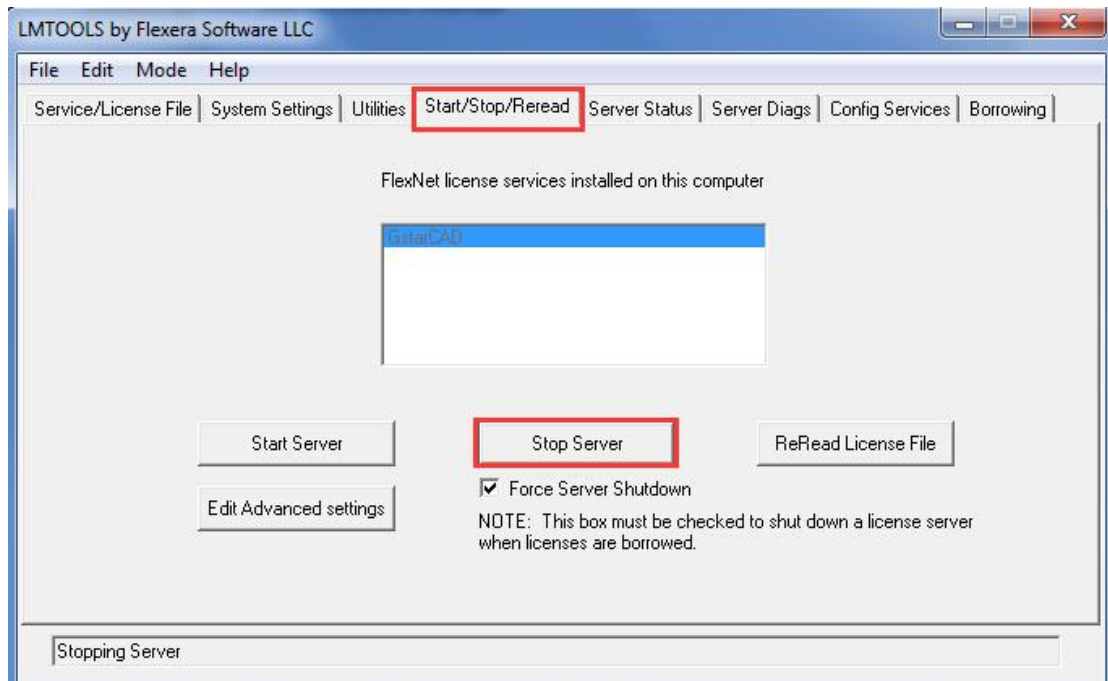 LMTOOLS by Flexera Software LLC
File Edit Mode Help
Service/License File System Settings Utilities Start/Stop/Reread Server Status Server Diags Config Services Borrowing
FlexNet license services installed on this computer
GstarCAD
Start Server Stop Server ReRead License File
Force Server Shutdown
Edit Advanced settings
NOTE: This box must be checked to shut down a license server
when licenses are borrowed.
Stopping Server